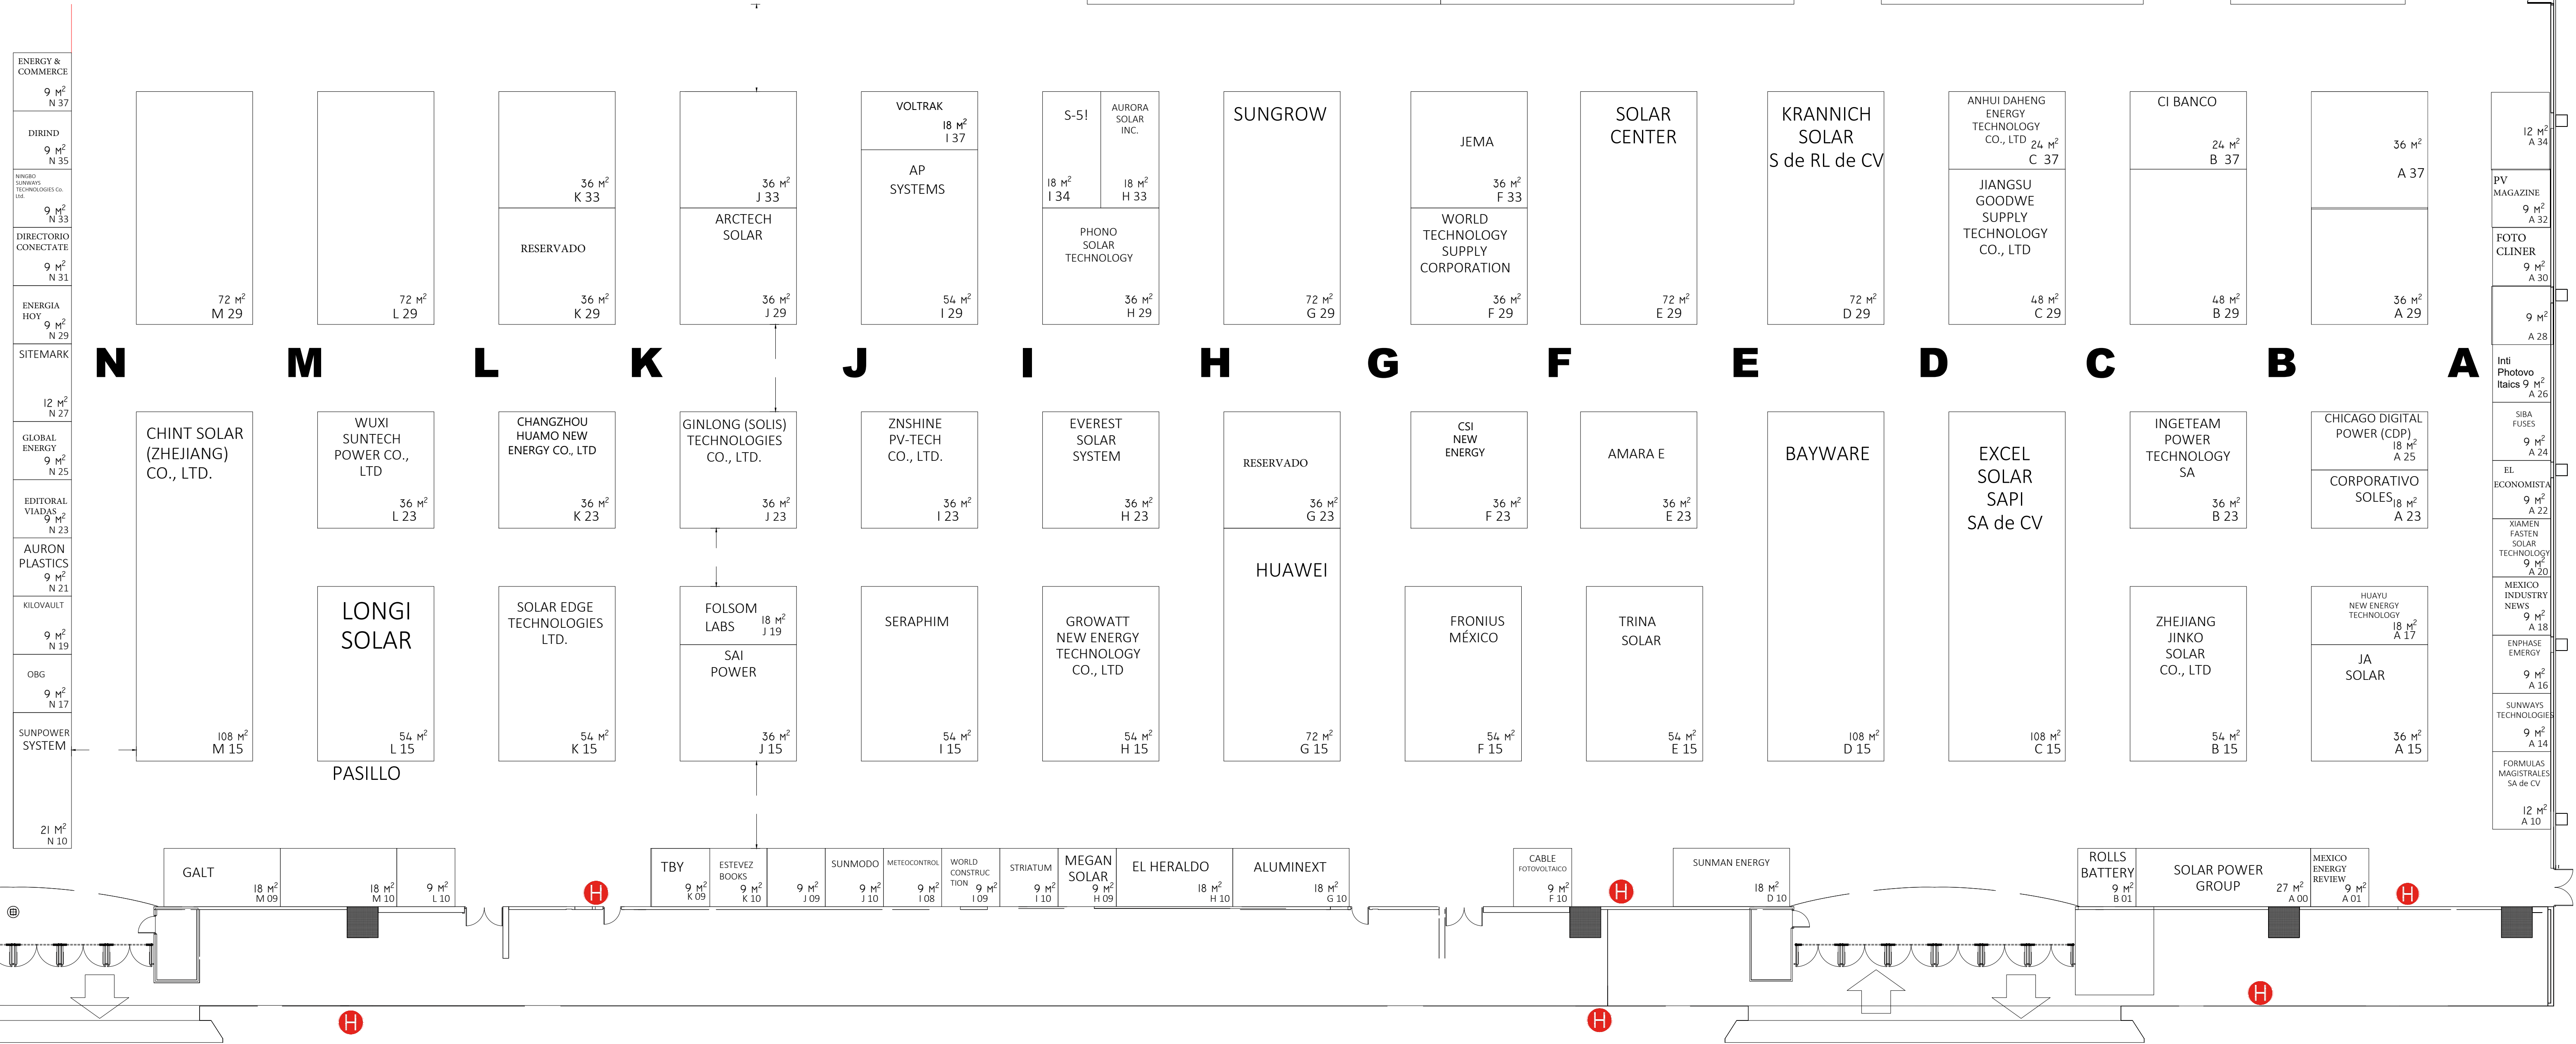 ENERGY &
COMMERCE
9 M²
N 37
DIRIND
9 M²
N 35
NINGBO
SUNWAYS
TECHNOLOGIES Co.
Ltd.
9 M²
N 33
DIRECTORIO
CONECTATE
9 M²
N 31
ENERGIA
HOY
9 M²
N 29
SITEMARK
12 M²
N 27
GLOBAL
ENERGY
9 M²
N 25
EDITORAL
VIADAS
9 M²
N 23
AURON
PLASTICS
9 M²
N 21
KILOVAULT
9 M²
N 19
OBG
9 M²
N 17
SUNPOWER
SYSTEM
21 M²
N 10
72 M²
M 29
72 M²
L 29
36 M²
K 33
RESERVADO
36 M²
K 29
36 M²
J 33
ARCTECH
SOLAR
36 M²
J 29
VOLTRAK
18 M²
I 37
AP
SYSTEMS
54 M²
I 29
S-5!
18 M²
I 34
AURORA
SOLAR
INC.
18 M²
H 33
PHONO
SOLAR
TECHNOLOGY
36 M²
H 29
SUNGROW
72 M²
G 29
JEMA
36 M²
F 33
WORLD
TECHNOLOGY
SUPPLY
CORPORATION
36 M²
F 29
SOLAR
CENTER
72 M²
E 29
KRANNICH
SOLAR
S de RL de CV
72 M²
D 29
ANHUI DAHENG
ENERGY
TECHNOLOGY
CO., LTD
24 M²
C 37
JIANGSU
GOODWE
SUPPLY
TECHNOLOGY
CO., LTD
48 M²
C 29
CI BANCO
24 M²
B 37
48 M²
B 29
36 M²
A 37
36 M²
A 29
12 M²
A 34
PV
MAGAZINE
9 M²
A 32
FOTO
CLINER
9 M²
A 30
9 M²
A 28
Inti
Photovo
Itaics 9 M²
A 26
SIBA
FUSES
9 M²
A 24
EL
ECONOMISTA
9 M²
A 22
XIAMEN
FASTEN
SOLAR
TECHNOLOGY
9 M²
A 20
MEXICO
INDUSTRY
NEWS
9 M²
A 18
ENPHASE
EMERGY
9 M²
A 16
SUNWAYS
TECHNOLOGIES
9 M²
A 14
FORMULAS
MAGISTRALES
SA de CV
12 M²
A 10
N M L K J I H G F E D C B A
CHINT SOLAR
(ZHEJIANG)
CO., LTD.
108 M²
M 15
WUXI
SUNTECH
POWER CO.,
LTD
36 M²
L 23
CHANGZHOU
HUAMO NEW
ENERGY CO., LTD
36 M²
K 23
GINLONG (SOLIS)
TECHNOLOGIES
CO., LTD.
36 M²
J 23
ZNSHINE
PV-TECH
CO., LTD.
36 M²
I 23
EVEREST
SOLAR
SYSTEM
36 M²
H 23
RESERVADO
36 M²
G 23
CSI
NEW
ENERGY
36 M²
F 23
AMARA E
36 M²
E 23
BAYWARE
108 M²
D 15
EXCEL
SOLAR
SAPI
SA de CV
108 M²
C 15
INGETEAM
POWER
TECHNOLOGY
SA
36 M²
B 23
CHICAGO DIGITAL
POWER (CDP)
18 M²
A 25
CORPORATIVO
SOLES
18 M²
A 23
LONGI
SOLAR
54 M²
L 15
PASILLO
SOLAR EDGE
TECHNOLOGIES
LTD.
54 M²
K 15
FOLSOM
LABS
18 M²
J 19
SAI
POWER
36 M²
J 15
SERAPHIM
54 M²
I 15
GROWATT
NEW ENERGY
TECHNOLOGY
CO., LTD
54 M²
H 15
HUAWEI
72 M²
G 15
FRONIUS
MÉXICO
54 M²
F 15
TRINA
SOLAR
54 M²
E 15
ZHEJIANG
JINKO
SOLAR
CO., LTD
54 M²
B 15
HUAYU
NEW ENERGY
TECHNOLOGY
18 M²
A 17
JA
SOLAR
36 M²
A 15
GALT
18 M²
M 09
18 M²
M 10
9 M²
L 10
TBY
9 M²
K 09
ESTEVEZ
BOOKS
9 M²
K 10
9 M²
J 09
SUNMODO
9 M²
J 10
METEOCONTROL
9 M²
I 08
WORLD
CONSTRUC
TION
9 M²
I 09
STRIATUM
9 M²
I 10
MEGAN
SOLAR
9 M²
H 09
EL HERALDO
18 M²
H 10
ALUMINEXT
18 M²
G 10
CABLE
FOTOVOLTAICO
9 M²
F 10
SUNMAN ENERGY
18 M²
D 10
ROLLS
BATTERY
9 M²
B 01
SOLAR POWER
GROUP
27 M²
A 00
MEXICO
ENERGY
REVIEW
9 M²
A 01
H
H
H
H
H
H